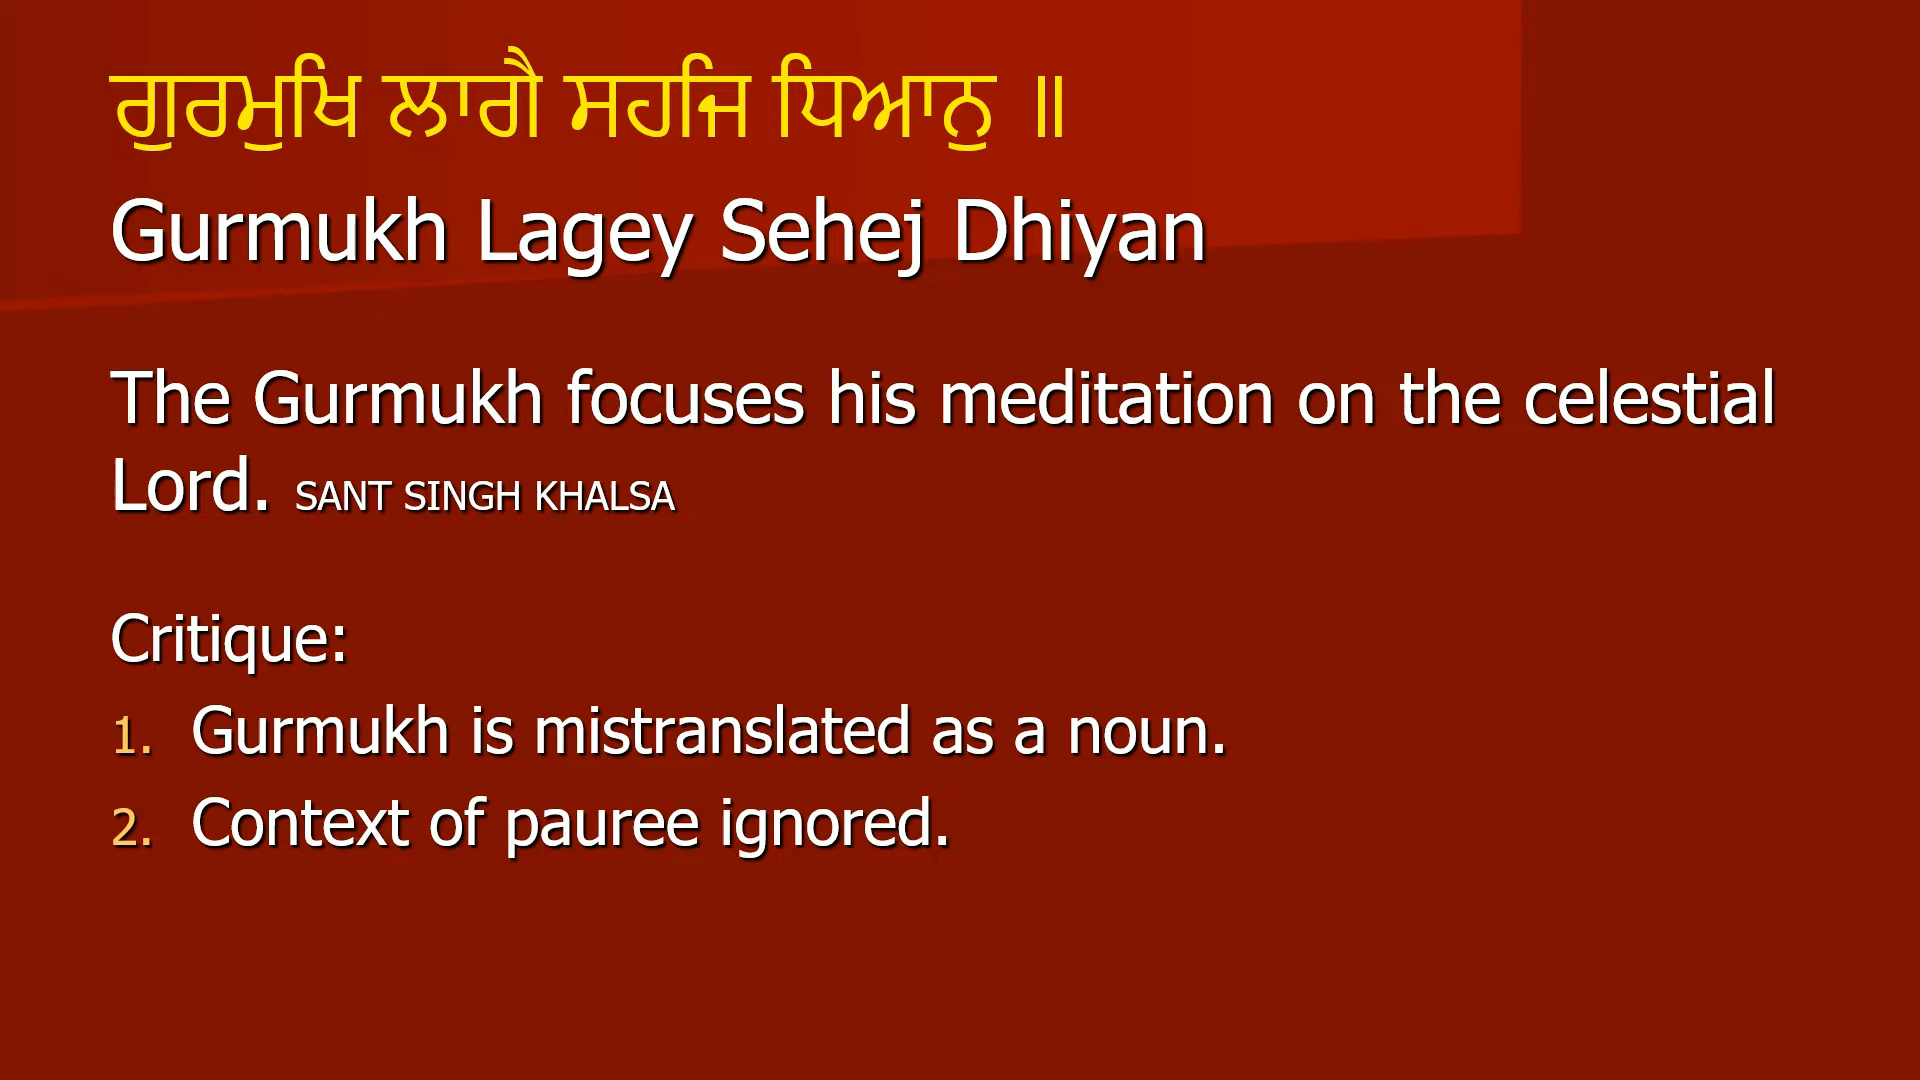 ਗੁਰਮੁਖਿ ਲਾਗੈ ਸਹਜਿ ਧਿਆਨੁ ॥
Gurmukh Lagey Sehej Dhiyan
The Gurmukh focuses his meditation on the celestial
Lord. SANT SINGH KHALSA
Critique:
1. Gurmukh is mistranslated as a noun.
2. Context of pauree ignored.